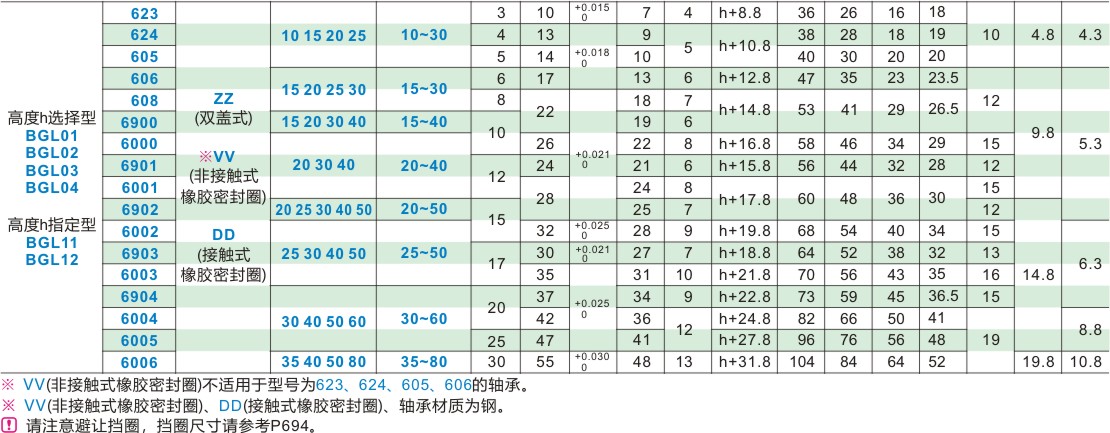 623 3 10 +0.015 0 7 4 h+8.8 36 26 16 18
624 10 15 20 25 10~30 4 13 9 5 h+10.8 38 28 18 19 10 4.8 4.3
605 5 14 +0.018 0 10 40 30 20 20
606 15 20 25 30 15~30 6 17 13 6 h+12.8 47 35 23 23.5
608 ZZ 8 22 18 7 h+14.8 53 41 29 26.5 12
高度h选择型 6900 (双盖式) 15 20 30 40 15~40 10 19 6 9.8
BGL01
BGL02 6000 26 +0.021 0 22 8 h+16.8 58 46 34 29 15 5.3
BGL03 6901 ※VV 20 30 40 20~40 12 24 21 6 h+15.8 56 44 32 28 12
BGL04 6001 (非接触式 28 24 8 h+17.8 60 48 36 30 15
6902 橡胶密封圈) 20 25 30 40 50 20~50 15 25 7 12
高度h指定型 6002 DD 32 +0.025 0 28 9 h+19.8 68 54 40 34 15
BGL11 6903 (接触式 25 30 40 50 25~50 17 30 +0.021 0 27 7 h+18.8 64 52 38 32 13 6.3
BGL12 6003 橡胶密封圈) 35 31 10 h+21.8 70 56 43 35 16 14.8
6904 20 37 +0.025 0 34 9 h+22.8 73 59 45 36.5 15
6004 30 40 50 60 30~60 42 36 12 h+24.8 82 66 50 41 19 8.8
6005 25 47 41 h+27.8 96 76 56 48
6006 35 40 50 80 35~80 30 55 +0.030 0 48 13 h+31.8 104 84 64 52 19.8 10.8
※ VV(非接触式橡胶密封圈)不适用于型号为623、624、605、606的轴承。
※ VV(非接触式橡胶密封圈)、DD(接触式橡胶密封圈)、轴承材质为钢。
! 请注意避让挡圈，挡圈尺寸请参考P694。